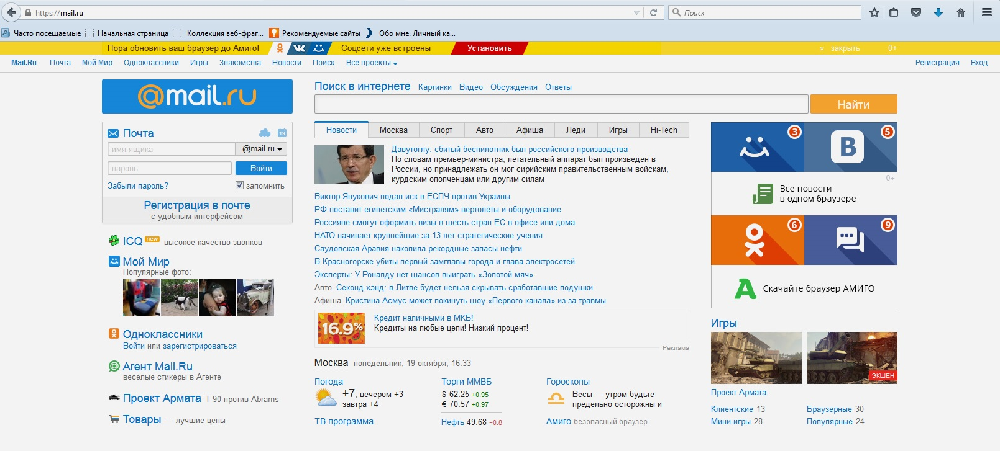 https://mail.ru
Поиск
Часто посещаемые
Начальная страница
Коллекция веб-фраг...
Рекомендуемые сайты
Обо мне. Личный ка...
Пора обновить ваш браузер до Амиго!
Соцсети уже встроены
Установить
× закрыть
0+
Mail.Ru Почта Мой Мир Одноклассники Игры Знакомства Новости Поиск Все проекты
Регистрация Вход
@mail.ru
Почта
19
имя ящика
@mail.ru
пароль
Войти
Забыли пароль?
запомнить
Регистрация в почте
с удобным интерфейсом
ICQ new высокое качество звонков
Мой Мир
Популярные фото:
Одноклассники
Войти или зарегистрироваться
Агент Mail.Ru
веселые стикеры в Агенте
Проект Армата Т-90 против Abrams
Товары — лучшие цены
Поиск в интернете Картинки Видео Обсуждения Ответы
Найти
Новости Москва Спорт Авто Афиша Леди Игры Hi-Tech
Давутоглу: сбитый беспилотник был российского производства
По словам премьер-министра, летательный аппарат был произведен в
России, но принадлежать он мог сирийским правительственным войскам,
курдским ополченцам или другим силам
Виктор Янукович подал иск в ЕСПЧ против Украины
РФ поставит египетским «Мистралям» вертолёты и оборудование
Россияне смогут оформить визы в шесть стран ЕС в офисе или дома
НАТО начинает крупнейшие за 13 лет стратегические учения
Саудовская Аравия накопила рекордные запасы нефти
В Красногорске убиты первый замглавы города и глава электросетей
Эксперты: У Роналду нет шансов выиграть «Золотой мяч»
Авто Секонд-хэнд: в Литве будет нельзя скрывать сработавшие подушки
Афиша Кристина Асмус может покинуть шоу «Первого канала» из-за травмы
16.9%
Кредит наличными в МКБ!
Кредиты на любые цели! Низкий процент!
Реклама
Москва понедельник, 19 октября, 16:33
Погода
+7, вечером +3
завтра +4
ТВ программа
Торги ММВБ
$ 62.25 +0.95
€ 70.57 +0.97
Нефть 49.68 −0.8
Гороскопы
Весы — утром будьте
предельно осторожны и
Амиго безопасный браузер
3
В
5
0+
Все новости
в одном браузере
6
9
А
Скачайте браузер АМИГО
Игры
ЭКШЕН
Проект Армата
Клиентские 13
Браузерные 30
Мини-игры 28
Популярные 24